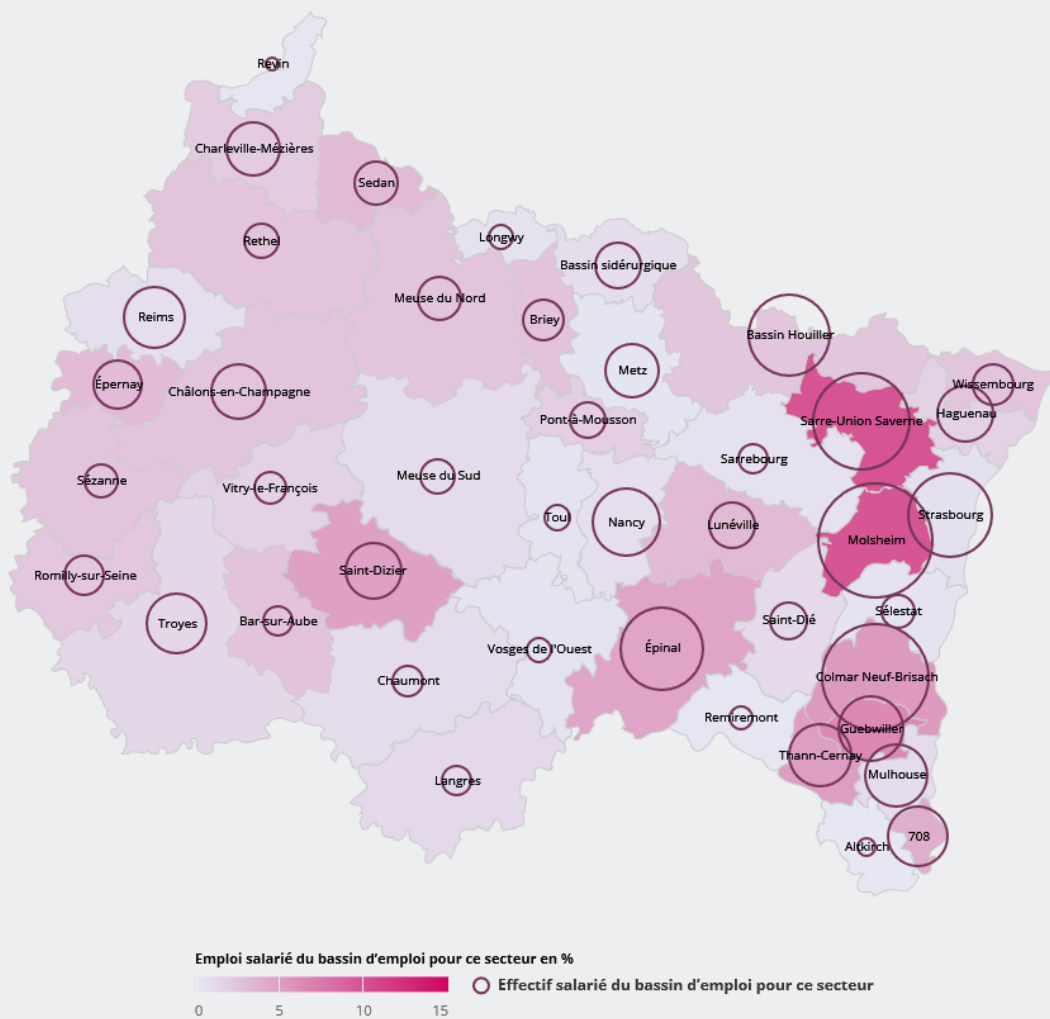 Revin
Charleville-Mézières
Sedan
Rethel
Longwy
Bassin sidérurgique
Meuse du Nord
Briey
Reims
Bassin Houiller
Metz
Épernay
Châlons-en-Champagne
Wissembourg
Haguenau
Pont-à-Mousson
Sarre-Union Saverne
Sarrebourg
Meuse du Sud
Sézanne
Vitry-le-François
Toul
Nancy
Lunéville
Strasbourg
Molsheim
Saint-Dizier
Romilly-sur-Seine
Sélestat
Troyes
Bar-sur-Aube
Saint-Dié
Vosges de l'Ouest
Épinal
Chaumont
Colmar Neuf-Brisach
Remiremont
Guebwiller
Thann-Cernay
Mulhouse
Langres
708
Altkirch
Emploi salarié du bassin d’emploi pour ce secteur en %
Effectif salarié du bassin d’emploi pour ce secteur
0 5 10 15